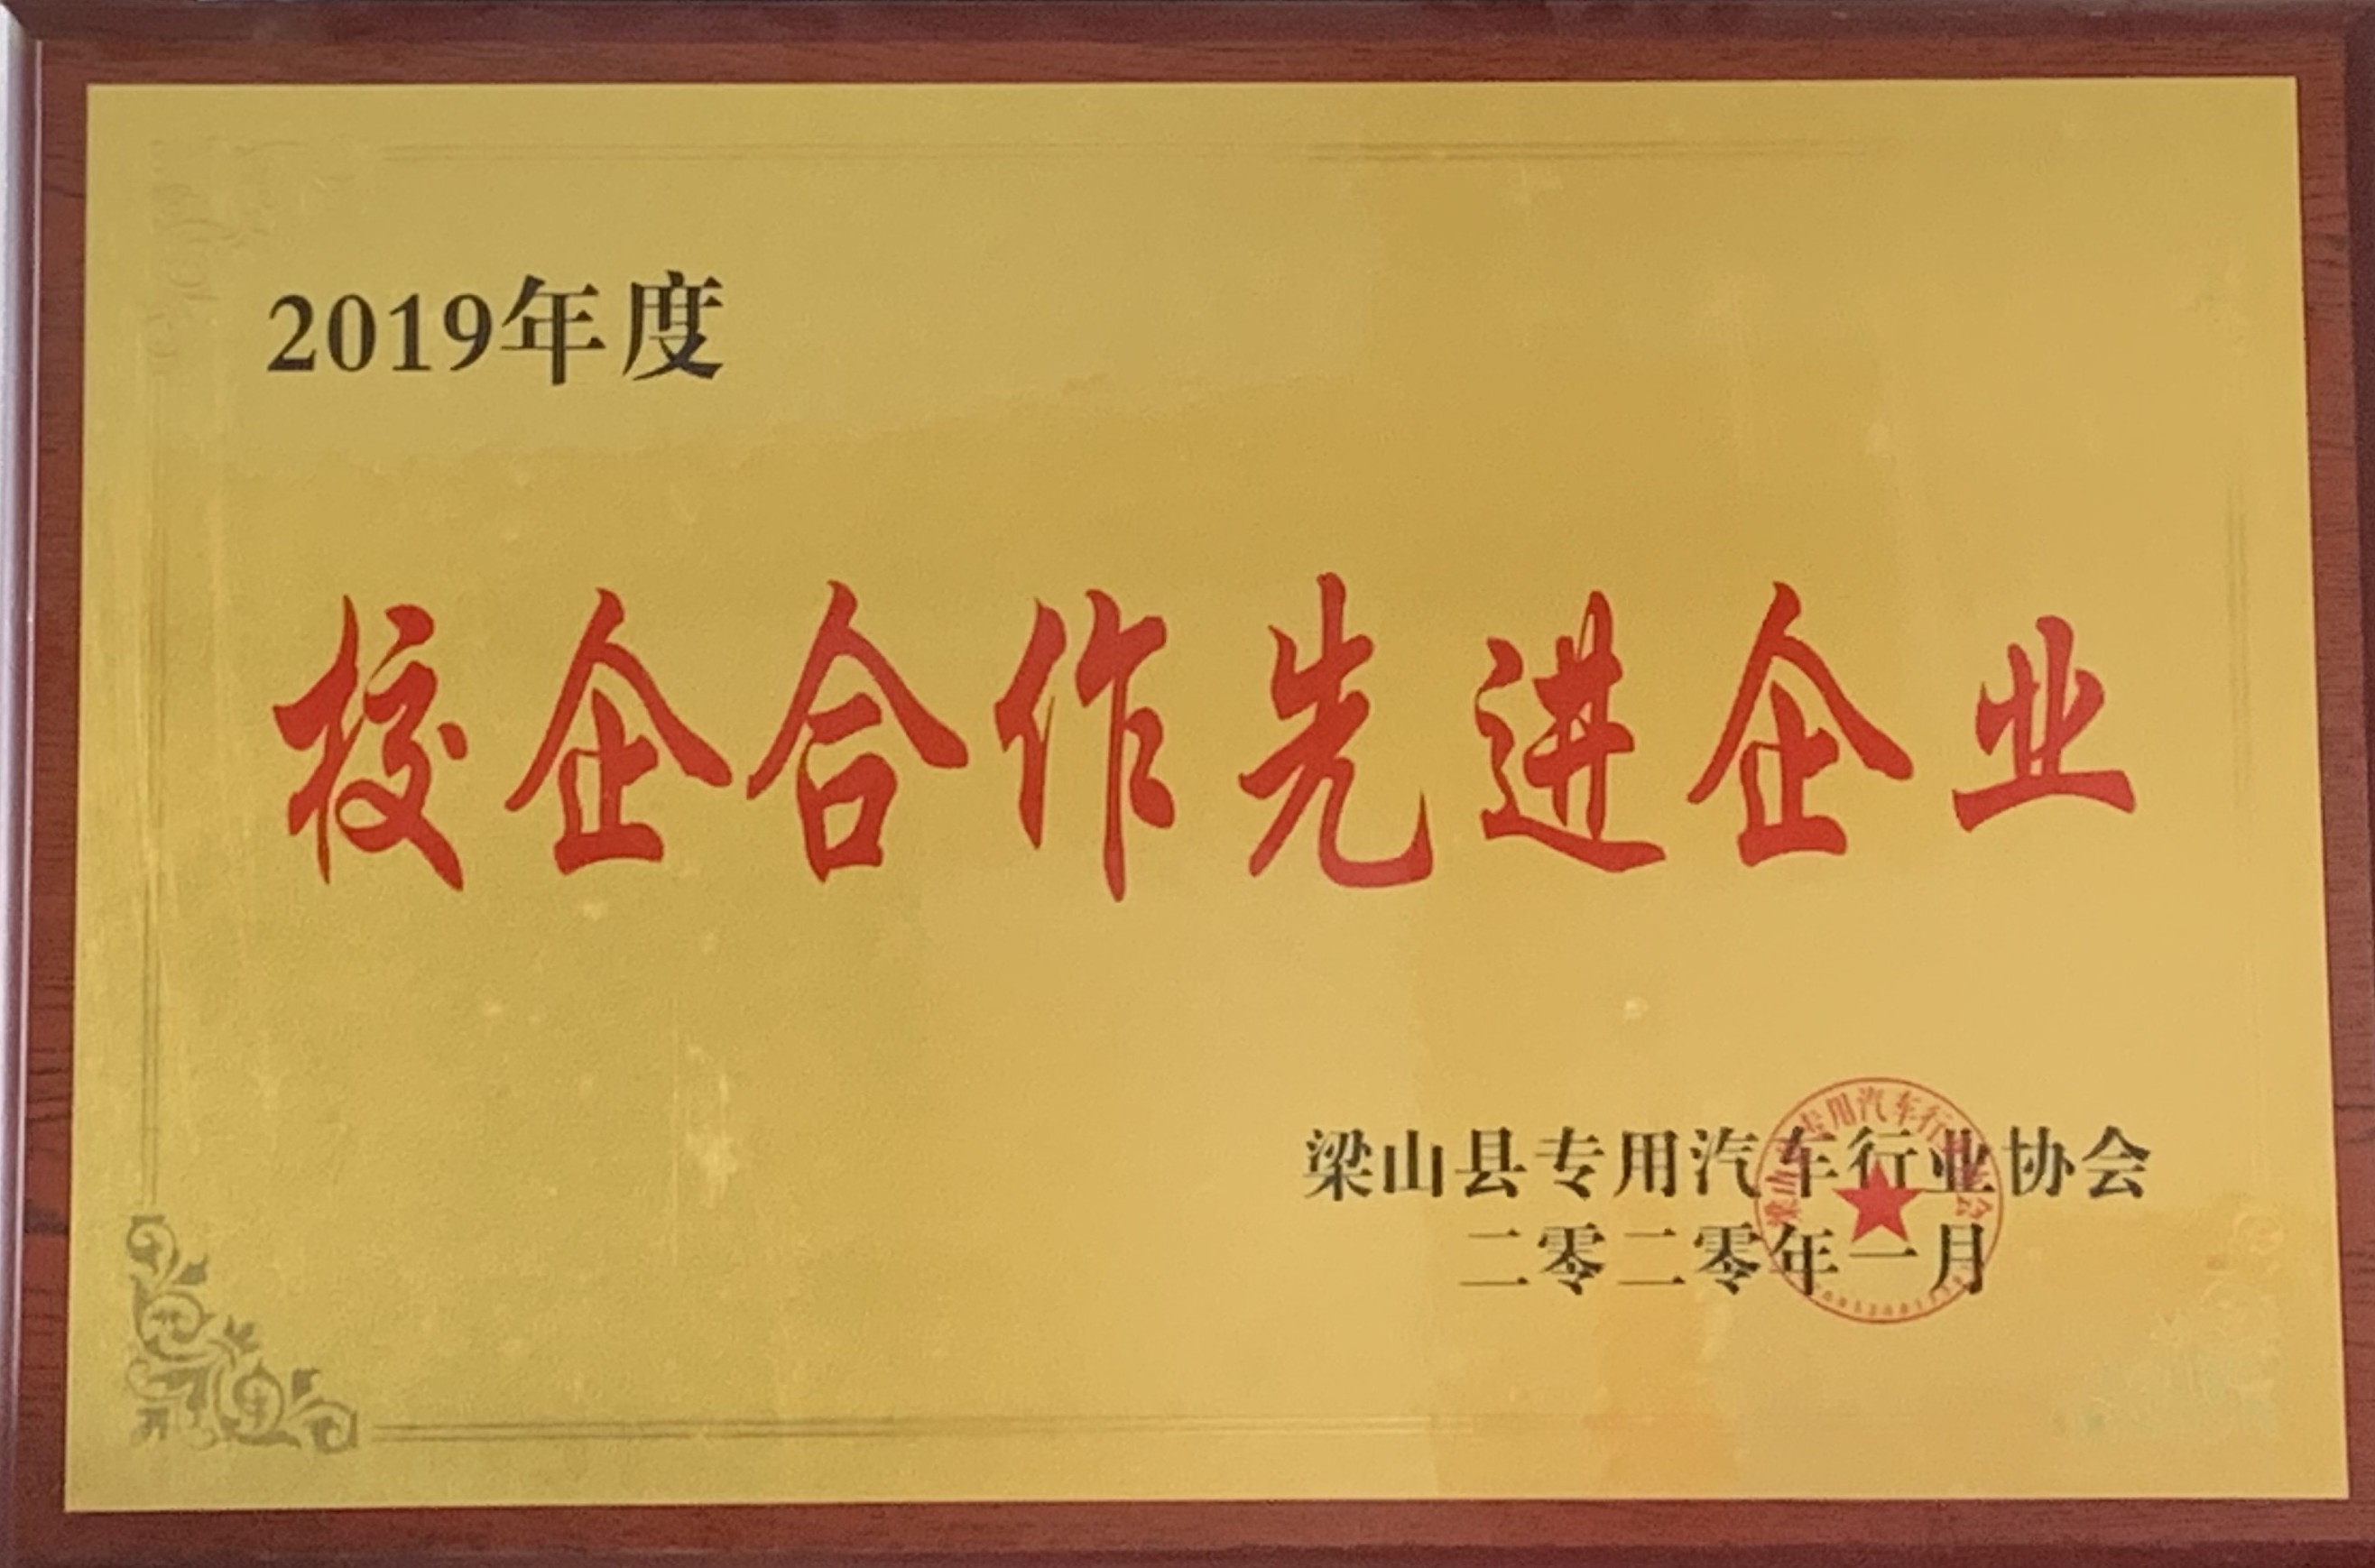 2019年度
校企合作先进企业
梁山县专用汽车行业协会
二零二零年一月